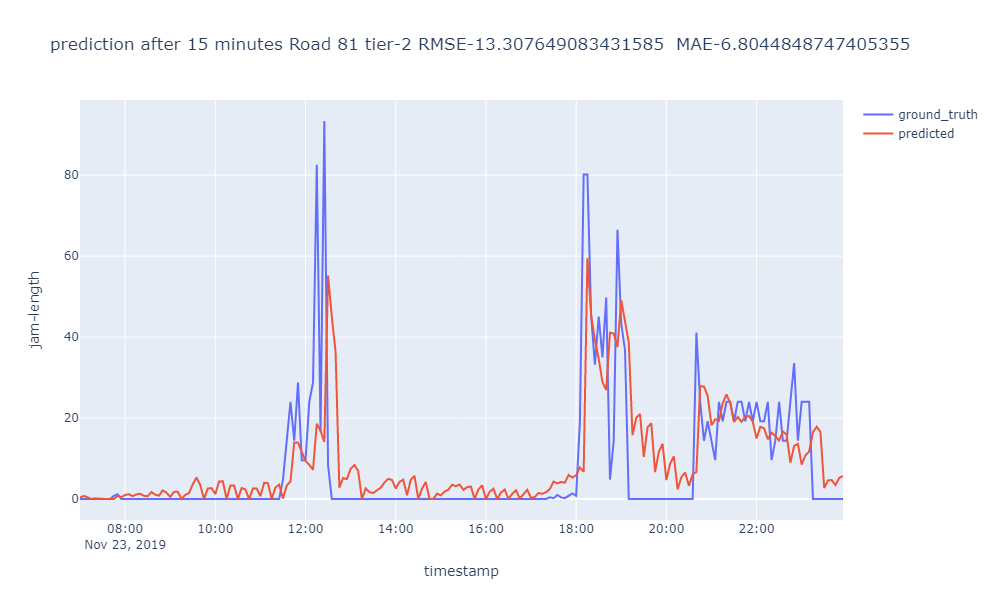 prediction after 15 minutes Road 81 tier-2 RMSE-13.307649083431585  MAE-6.8044848747405355
ground_truth
predicted
80
60
40
20
0
jam-length
08:00 10:00 12:00 14:00 16:00 18:00 20:00 22:00
Nov 23, 2019
timestamp